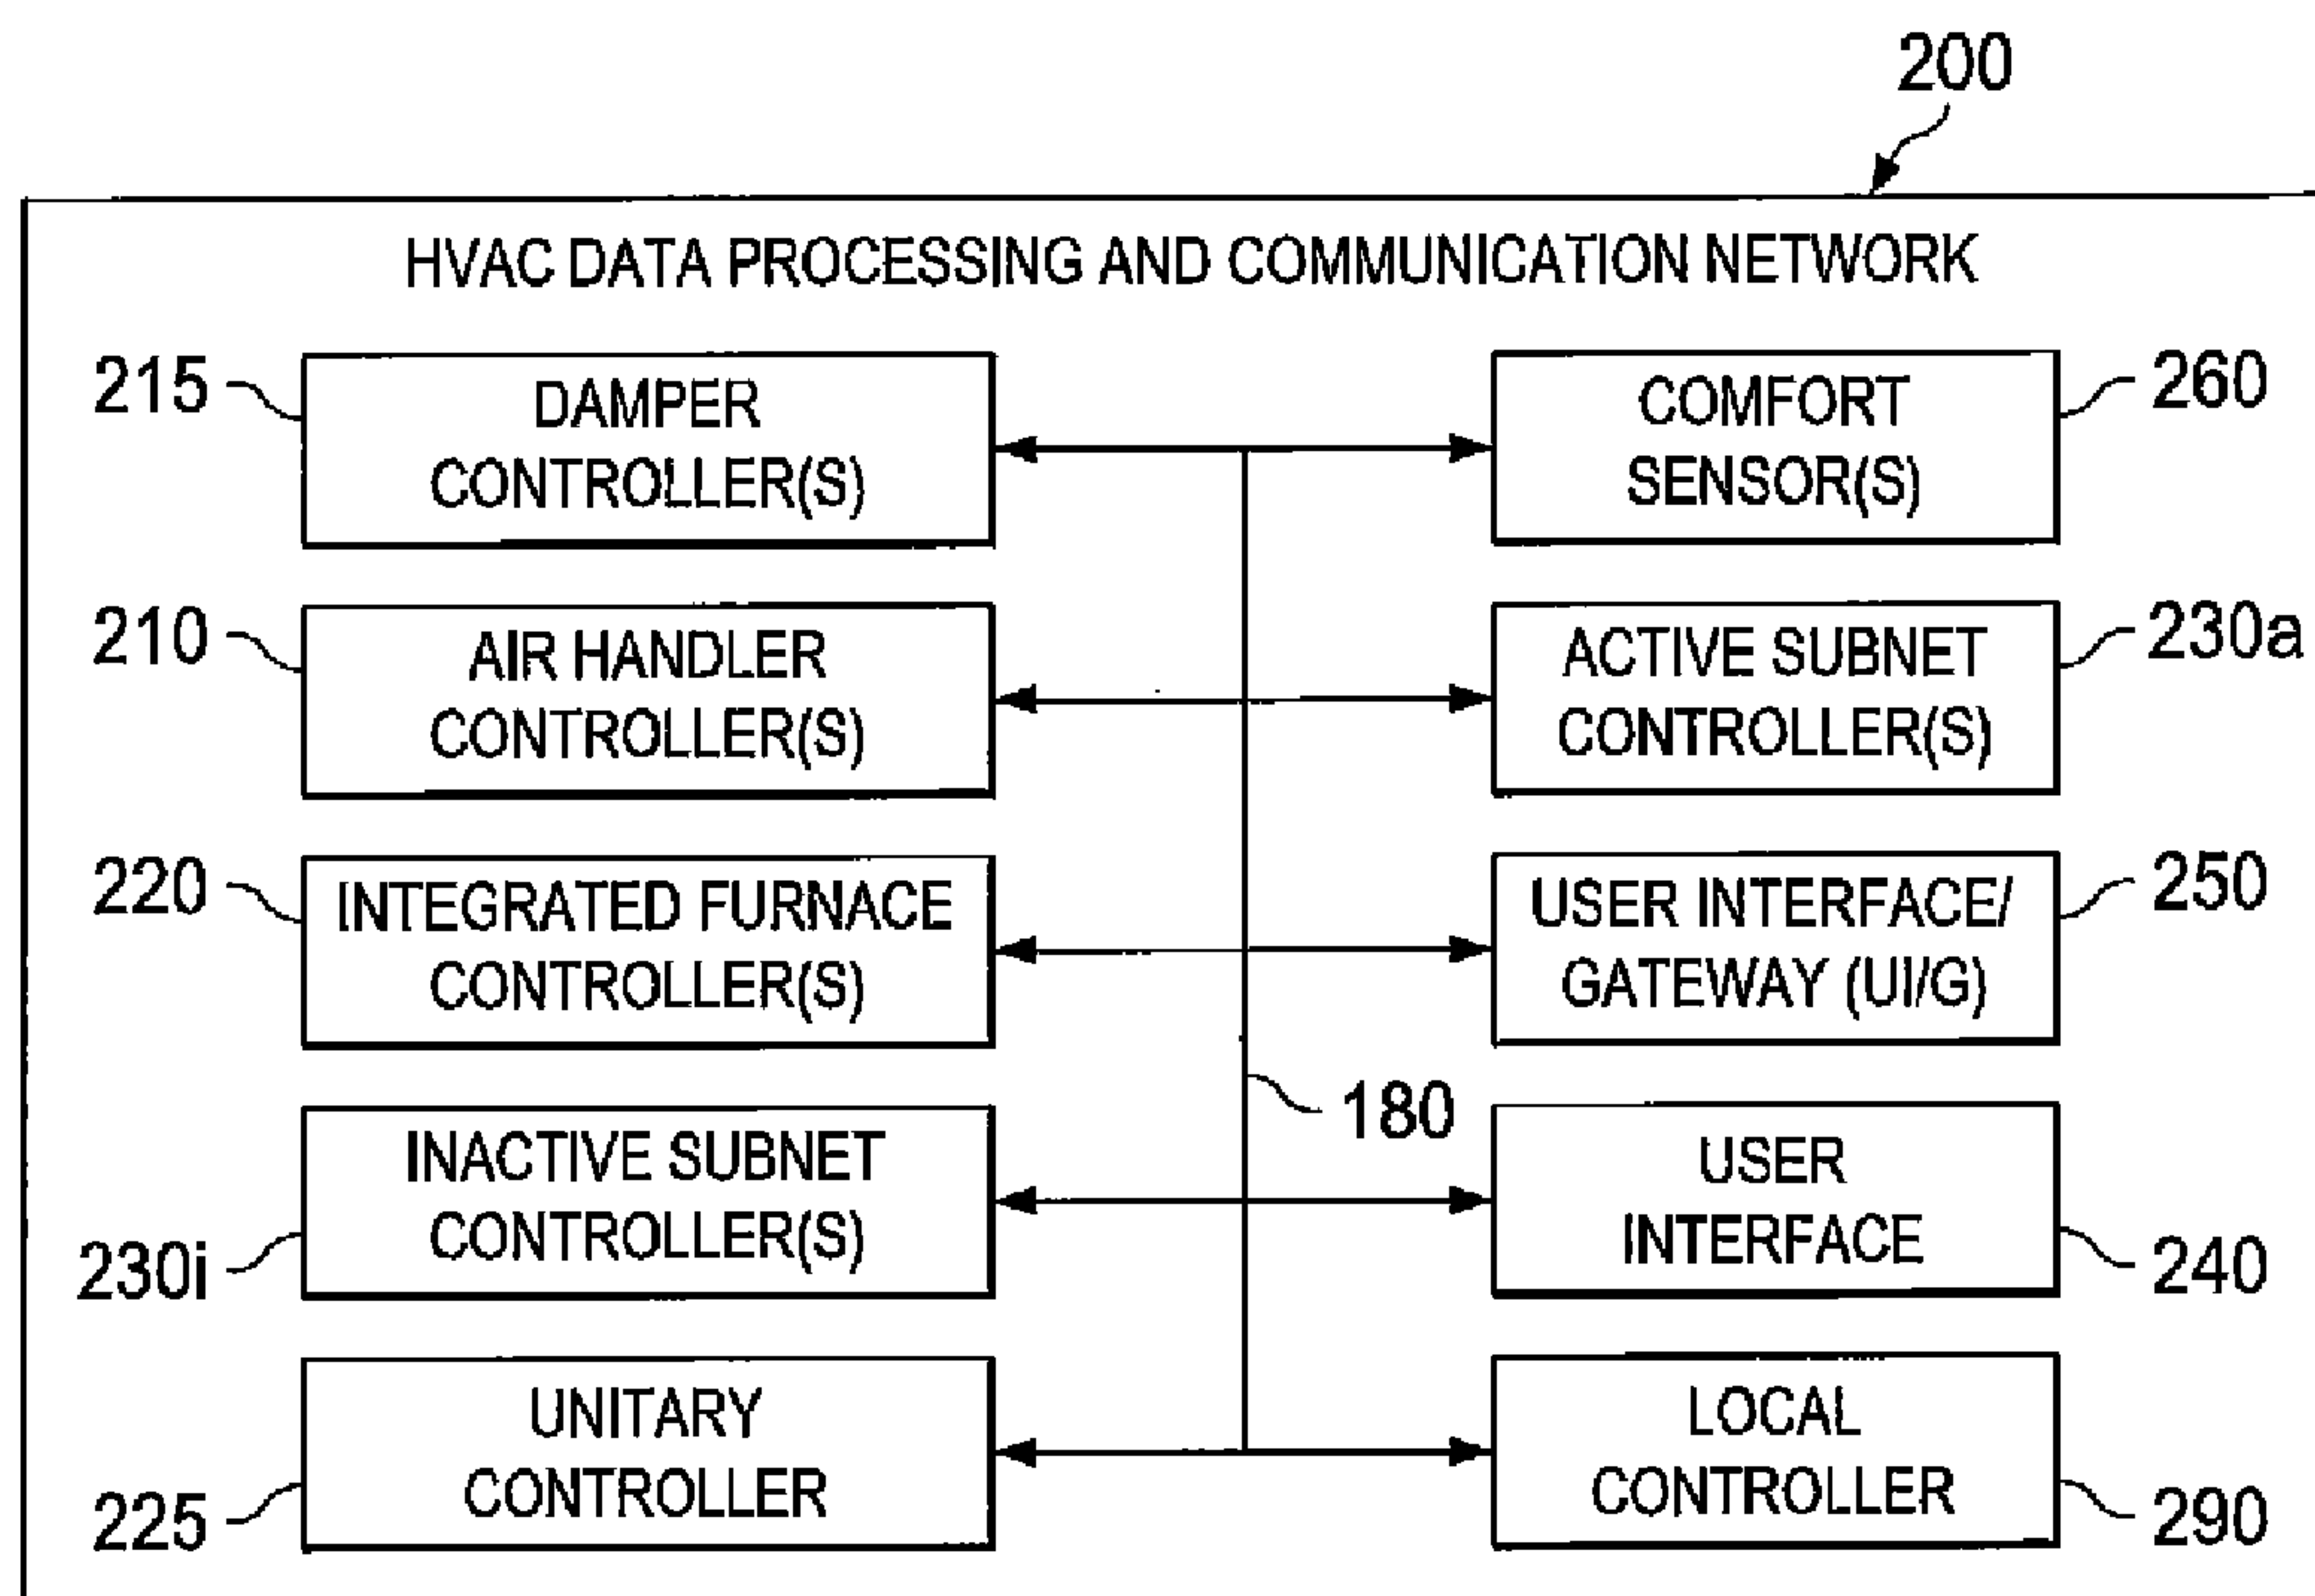 200
HVAC DATA PROCESSING AND COMMUNICATION NETWORK
215
DAMPER
CONTROLLER(S)
COMFORT
SENSOR(S)
260
210
AIR HANDLER
CONTROLLER(S)
ACTIVE SUBNET
CONTROLLER(S)
230a
220
INTEGRATED FURNACE
CONTROLLER(S)
USER INTERFACE/
GATEWAY (UI/G)
250
180
INACTIVE SUBNET
CONTROLLER(S)
230i
USER
INTERFACE
240
UNITARY
CONTROLLER
225
LOCAL
CONTROLLER
290